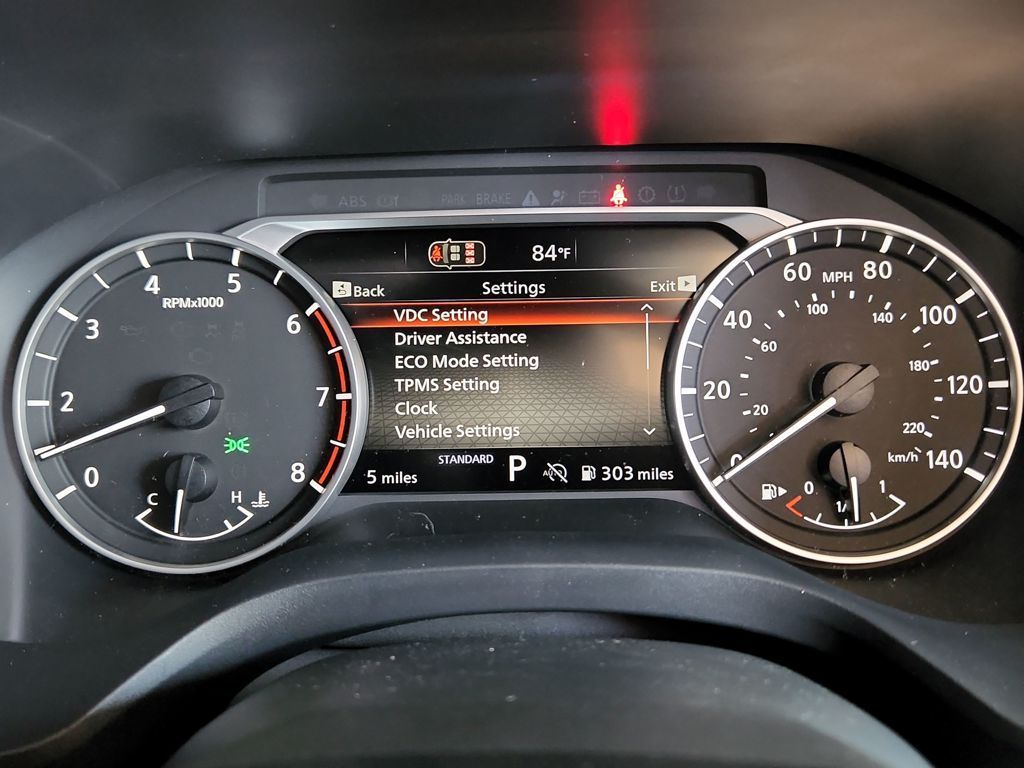 ABS
PARK BRAKE
84°F
Back Settings Exit
VDC Setting
Driver Assistance
ECO Mode Setting
TPMS Setting
Clock
Vehicle Settings
STANDARD
5 miles P AUTO 303 miles
4 5
RPMx1000
3 6
2 7
0 8
C H
60 MPH 80
100 140
40 100
60 180
20 120
20 220
0 km/h 140
0 1
1/